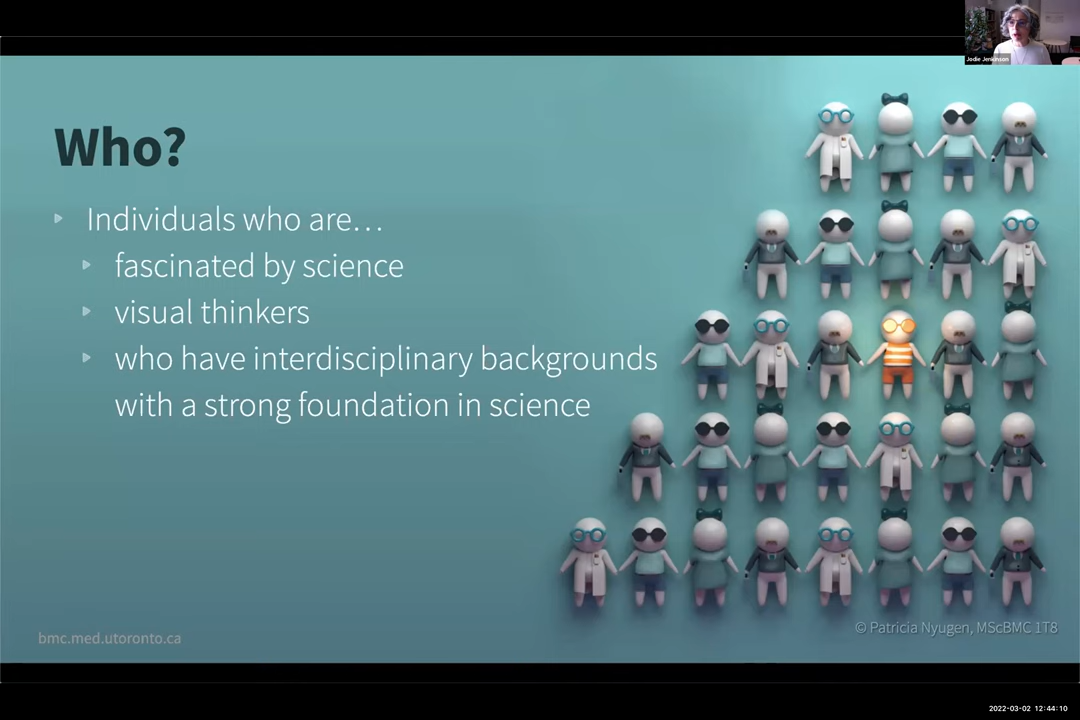 Jodie Jenkinson
Who?
Individuals who are…
fascinated by science
visual thinkers
who have interdisciplinary backgrounds
with a strong foundation in science
bmc.med.utoronto.ca
© Patricia Nyugen, MScBMC 1T8
2022-03-02 12:44:10